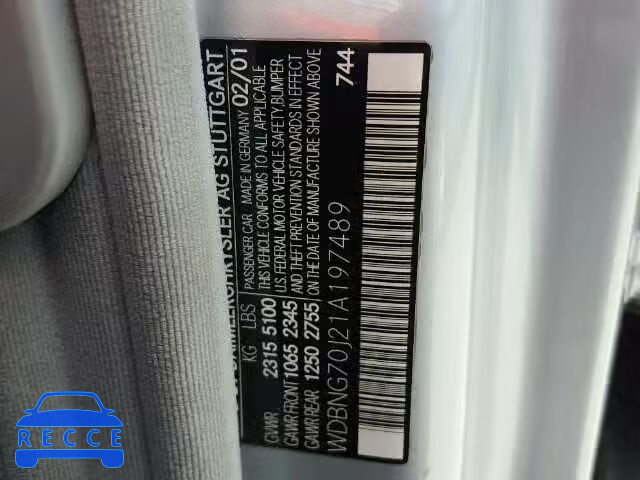 DAIMLERCHRYSLER AG STUTTGART
PASSENGER CAR MADE IN GERMANY 02/01
KG LBS THIS VEHICLE CONFORMS TO ALL APPLICABLE
GVWR 2315 5100 U.S. FEDERAL MOTOR VEHICLE SAFETY, BUMPER
GAWR FRONT 1065 2345 AND THEFT PREVENTION STANDARDS IN EFFECT
GAWR REAR 1250 2755 ON THE DATE OF MANUFACTURE SHOWN ABOVE
WDBNG70J21A197489 744
RECCE